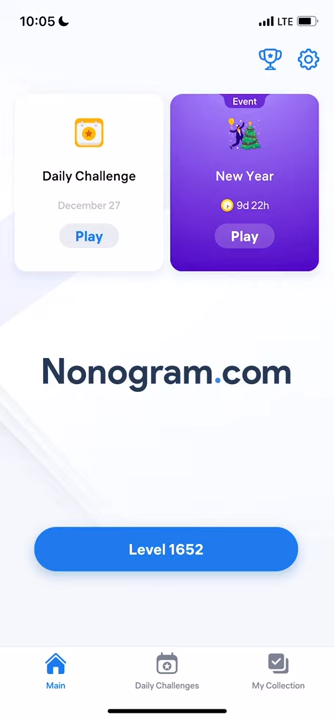 10:05
LTE
Event
Daily Challenge
New Year
December 27
9d 22h
Play
Play
Nonogram.com
Level 1652
Main
Daily Challenges
My Collection